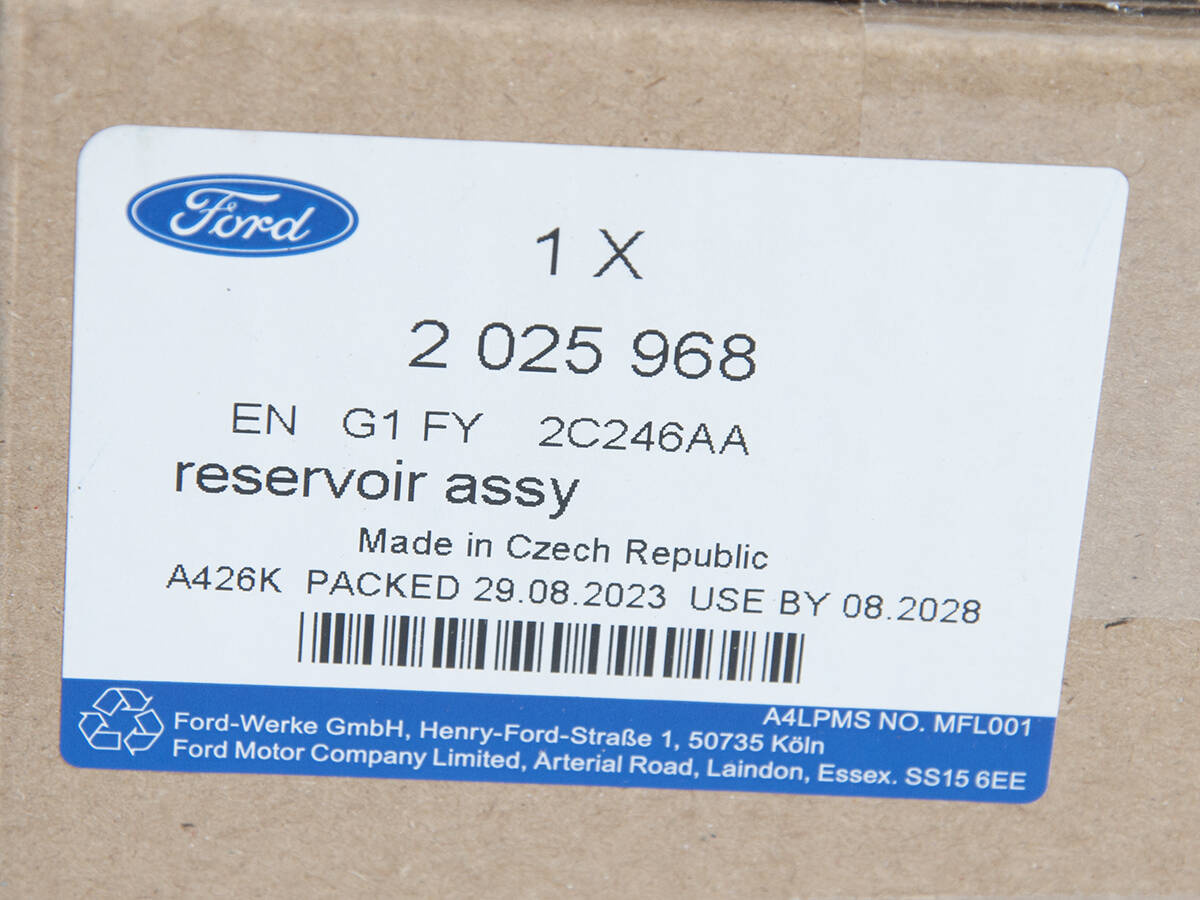 Ford
1 X
2 025 968
EN G1 FY 2C246AA
reservoir assy
Made in Czech Republic
A426K PACKED 29.08.2023 USE BY 08.2028
A4LPMS NO. MFL001
Ford-Werke GmbH, Henry-Ford-Straße 1, 50735 Köln
Ford Motor Company Limited, Arterial Road, Laindon, Essex. SS15 6EE